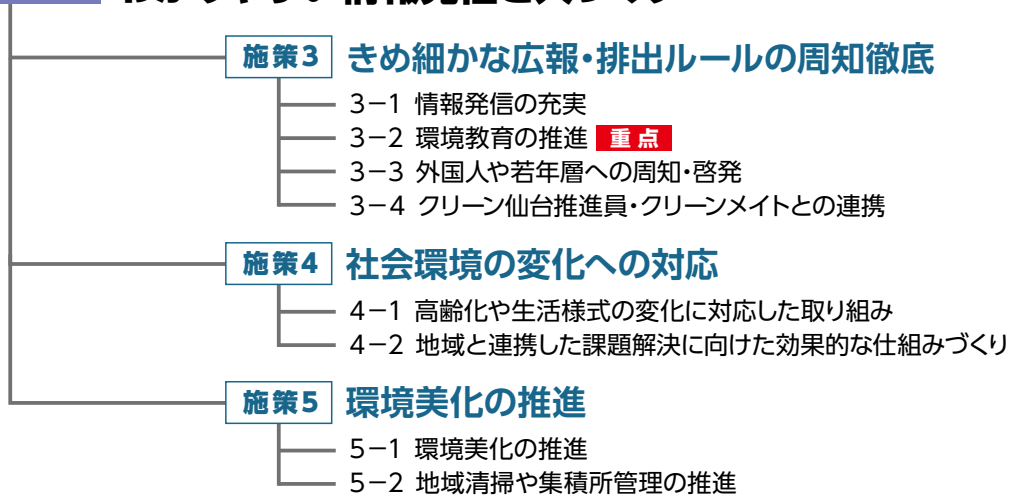 施策3 きめ細かな広報・排出ルールの周知徹底
3－1 情報発信の充実
3－2 環境教育の推進 重点
3－3 外国人や若年層への周知・啓発
3－4 クリーン仙台推進員・クリーンメイトとの連携
施策4 社会環境の変化への対応
4－1 高齢化や生活様式の変化に対応した取り組み
4－2 地域と連携した課題解決に向けた効果的な仕組みづくり
施策5 環境美化の推進
5－1 環境美化の推進
5－2 地域清掃や集積所管理の推進